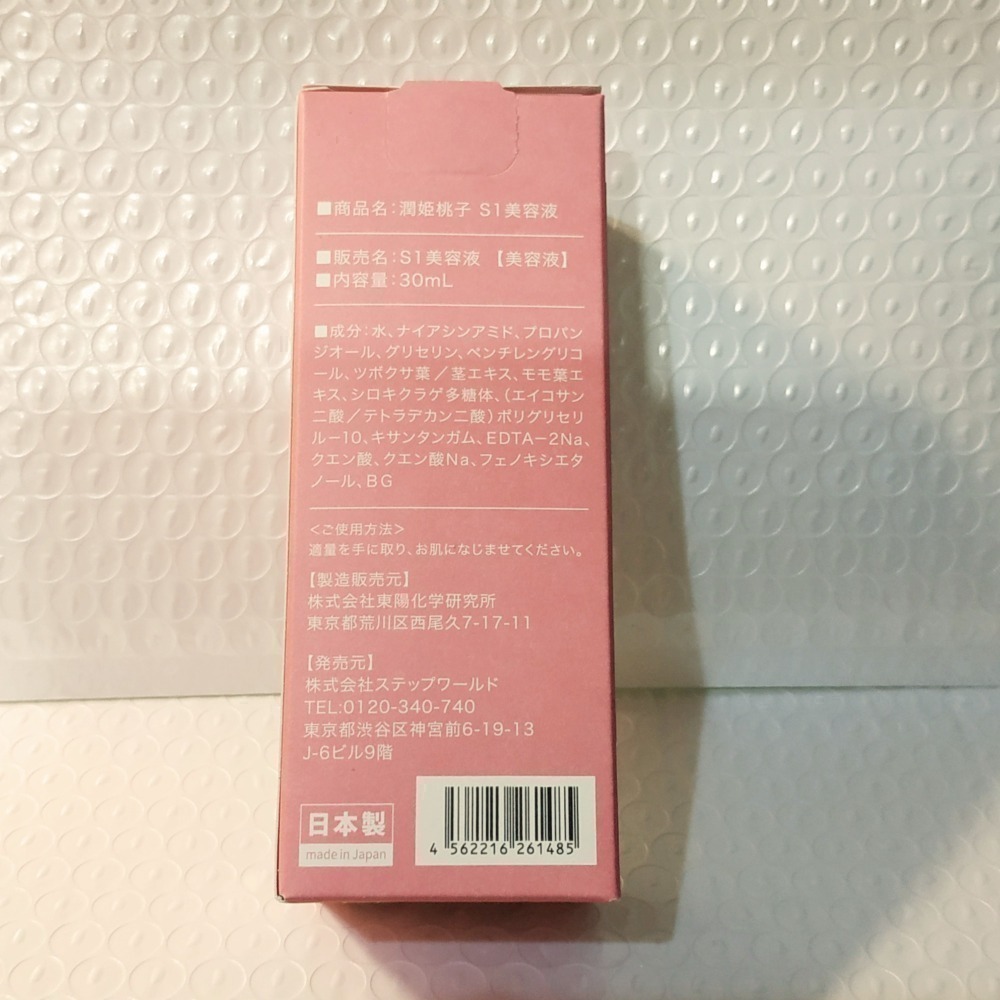 ■商品名：潤姫桃子 S1美容液
■販売名：S1美容液 【美容液】
■内容量：30mL
■成分：水、ナイアシンアミド、プロパン
ジオール、グリセリン、ペンチレングリコ
ール、ツボクサ葉／茎エキス、モモ葉エ
キス、シロキクラゲ多糖体、（エイコサン
二酸／テトラデカン二酸）ポリグリセリ
ル－10、キサンタンガム、EDTA－2Na、
クエン酸、クエン酸Na、フェノキシエタ
ノール、BG
＜ご使用方法＞
適量を手に取り、お肌になじませてください。
【製造販売元】
株式会社東陽化学研究所
東京都荒川区西尾久7-17-11
【発売元】
株式会社ステップワールド
TEL:0120-340-740
東京都渋谷区神宮前6-19-13
J-6ビル9階
日本製
made in Japan
4 562216 261485